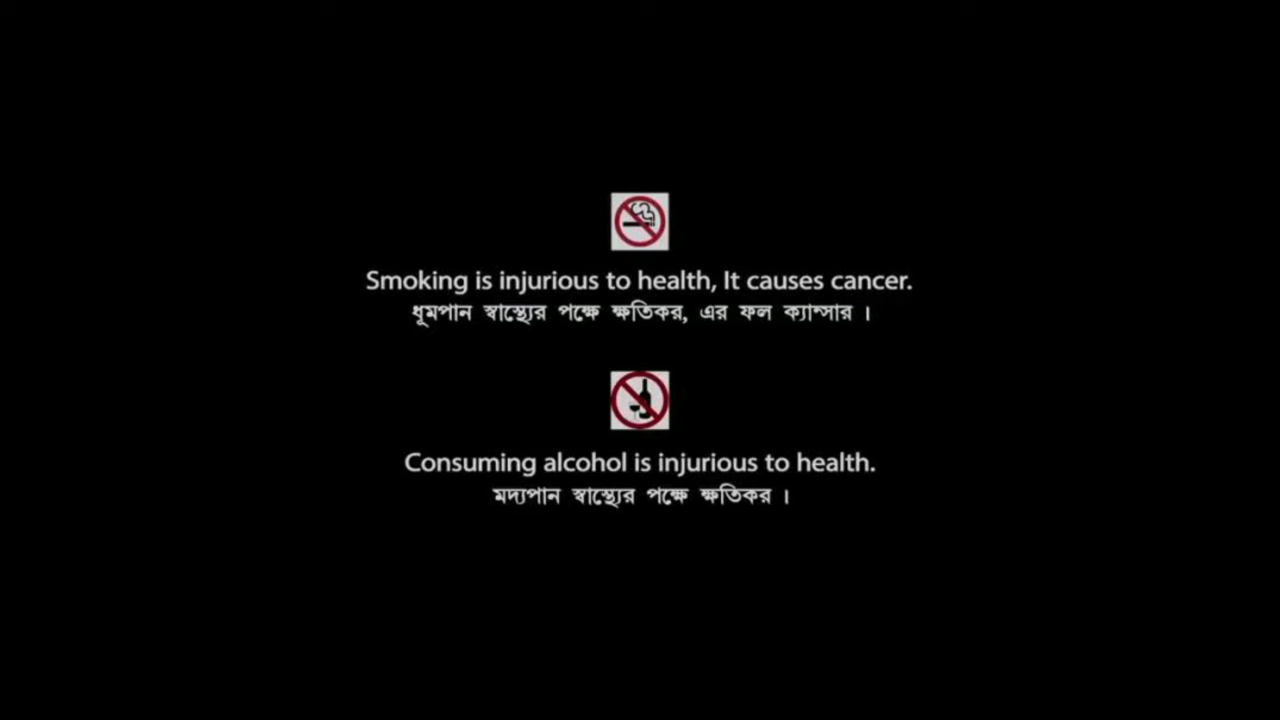 Smoking is injurious to health, It causes cancer.
ধূমপান স্বাস্থ্যের পক্ষে ক্ষতিকর, এর ফল ক্যান্সার ।
Consuming alcohol is injurious to health.
মদ্যপান স্বাস্থ্যের পক্ষে ক্ষতিকর ।